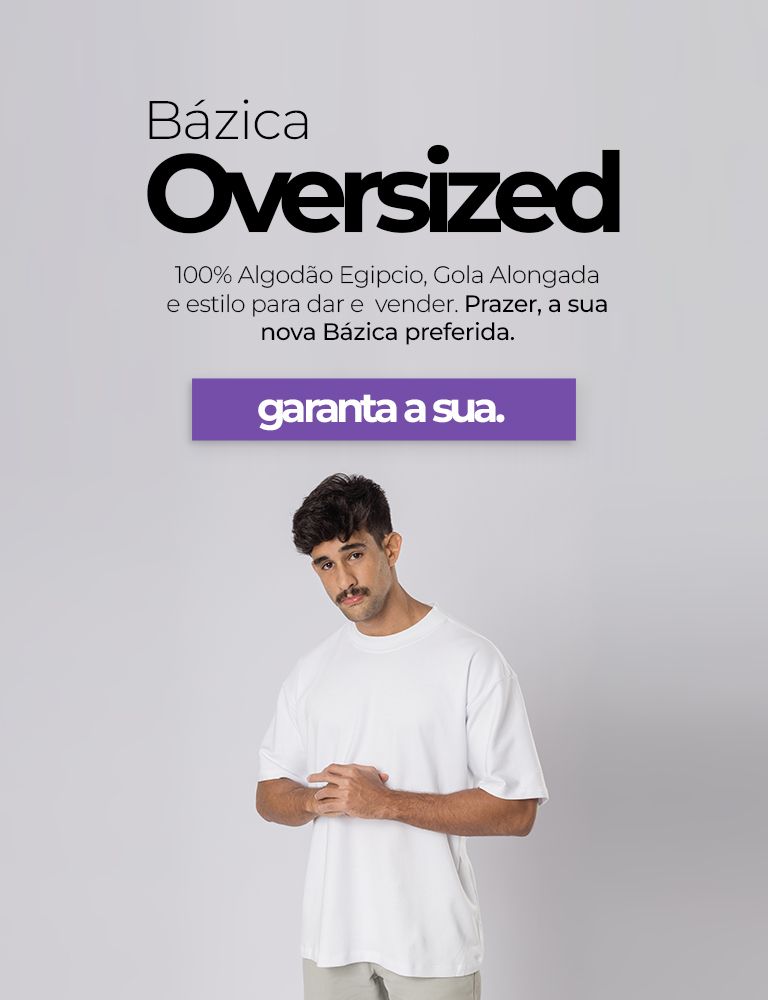 Bázica
Oversized
100% Algodão Egipcio, Gola Alongada
e estilo para dar e  vender. Prazer, a sua
nova Bázica preferida.
garanta a sua.